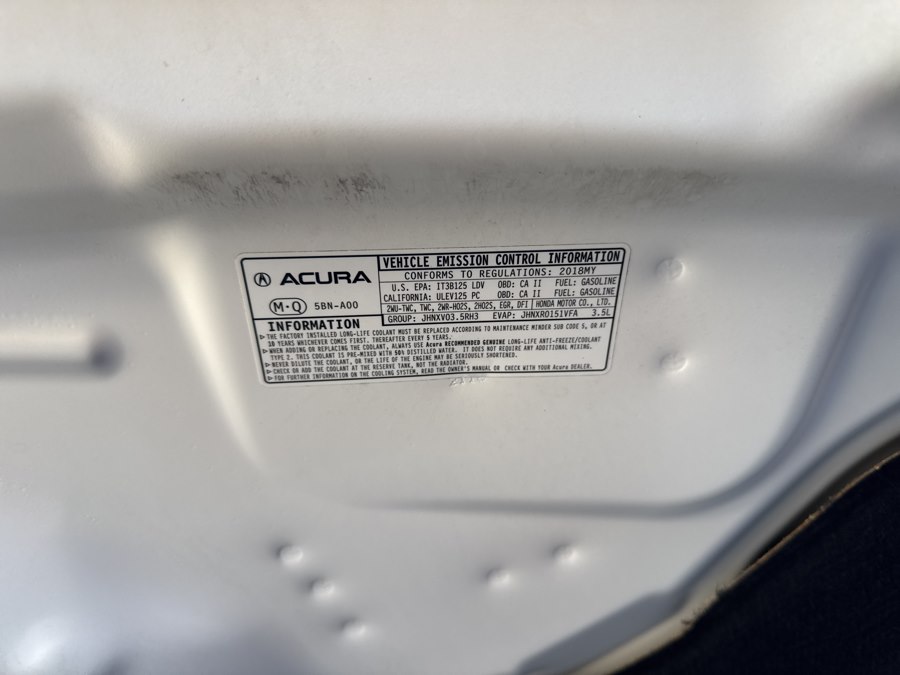 ACURA
M・Q 5BN-A00
VEHICLE EMISSION CONTROL INFORMATION
CONFORMS TO REGULATIONS: 2018MY
U.S. EPA: IT3B125 LDV OBD: CA II FUEL: GASOLINE
CALIFORNIA: ULEV125 PC OBD: CA II FUEL: GASOLINE
2WU-TWC, TWC, 2WR-HO2S, 2HO2S, EGR, DFI HONDA MOTOR CO., LTD.
GROUP: JHNXV03.5RH3 EVAP: JHNXR0151VFA 3.5L
INFORMATION
▷THE FACTORY INSTALLED LONG-LIFE COOLANT MUST BE REPLACED ACCORDING TO MAINTENANCE MINDER SUB CODE 5, OR AT
10 YEARS WHICHEVER COMES FIRST. THEREAFTER EVERY 5 YEARS.
▷WHEN ADDING OR REPLACING THE COOLANT, ALWAYS USE Acura RECOMMENDED GENUINE LONG-LIFE ANTI-FREEZE/COOLANT
TYPE 2. THIS COOLANT IS PRE-MIXED WITH 50% DISTILLED WATER. IT DOES NOT REQUIRE ANY ADDITIONAL MIXING.
▷NEVER DILUTE THE COOLANT, OR THE LIFE OF THE ENGINE MAY BE SERIOUSLY SHORTENED.
▷CHECK OR ADD THE COOLANT AT THE RESERVE TANK, NOT THE RADIATOR.
▷FOR FURTHER INFORMATION ON THE COOLING SYSTEM, READ THE OWNER'S MANUAL OR CHECK WITH YOUR Acura DEALER.